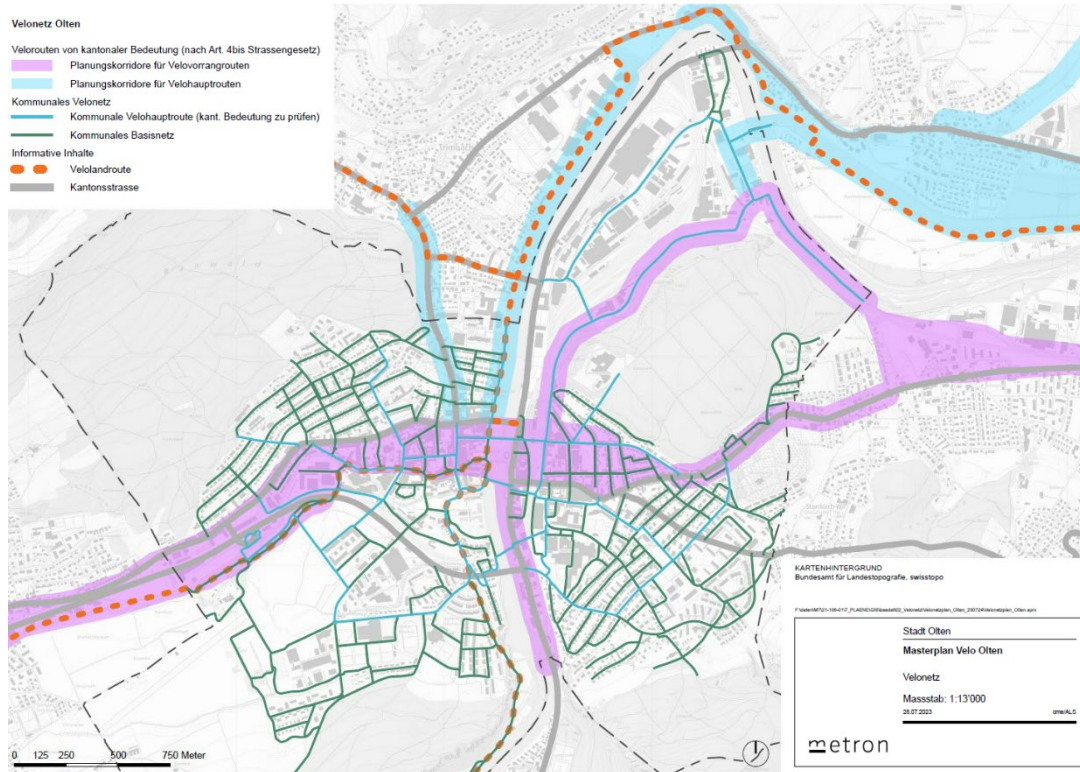 Velonetz Olten
Velorouten von kantonaler Bedeutung (nach Art. 4bis Strassengesetz)
Planungskorridore für Velovorrangrouten
Planungskorridore für Velohauptrouten
Kommunales Velonetz
Kommunale Velohauptroute (kant. Bedeutung zu prüfen)
Kommunales Basisnetz
Informative Inhalte
Velolandroute
Kantonsstrasse
Trimbach
0 125 250 500 750 Meter
KARTENHINTERGRUND
Bundesamt für Landestopografie, swisstopo
Stadt Olten
Masterplan Velo Olten
Velonetz
Massstab: 1:13'000
26.07.2023
metron